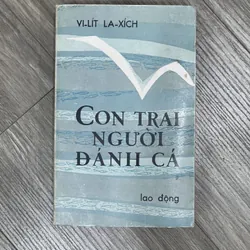 VI-LÍT LA-XÍCH
CON TRAI
NGƯỜI
ĐÁNH CÁ
lao động